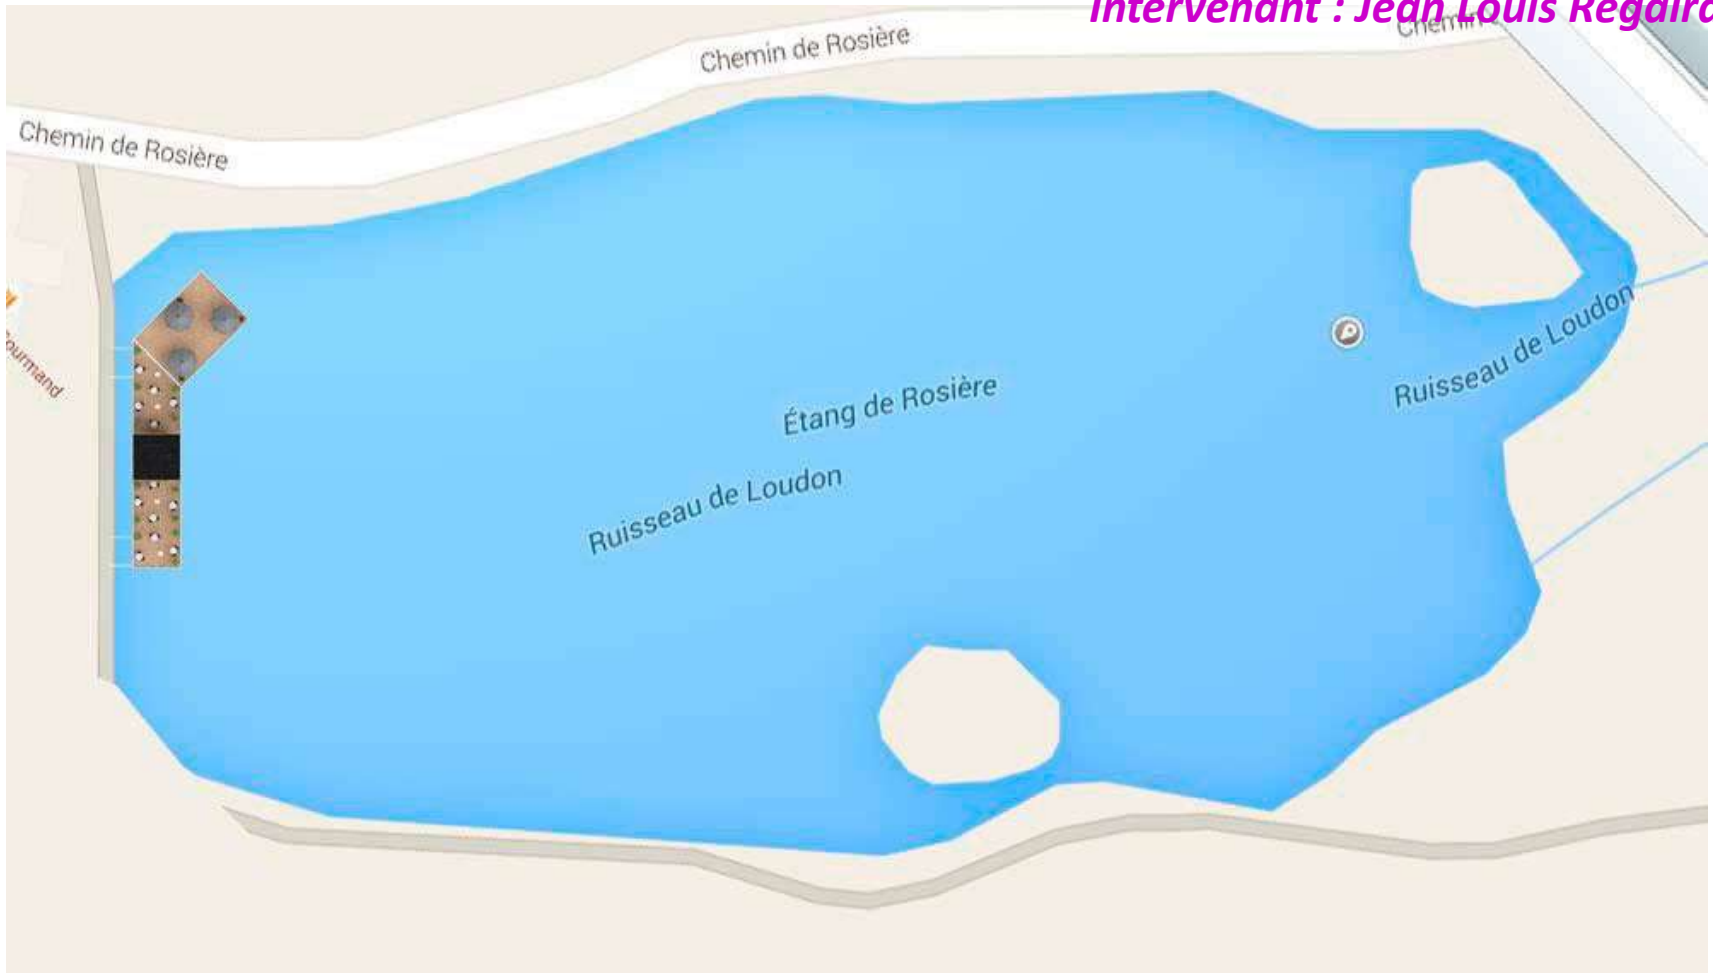 Intervenant : Jean Louis Regaird
Chemin de Rosière
Chemin
Chemin de Rosière
Ruisseau de Loudon
Étang de Rosière
Ruisseau de Loudon